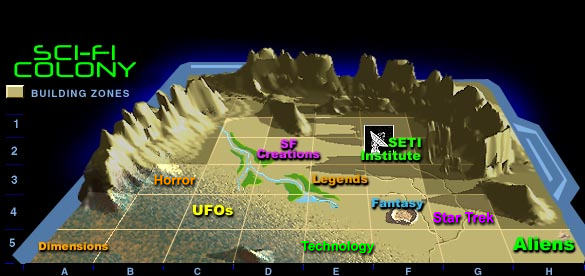 SCI-FI
COLONY
BUILDING ZONES
1
2
3
4
5
SF
Creations
SETI
Institute
Horror
Legends
UFOs
Fantasy
Star Trek
Dimensions
Technology
Aliens
A B C D E F G H